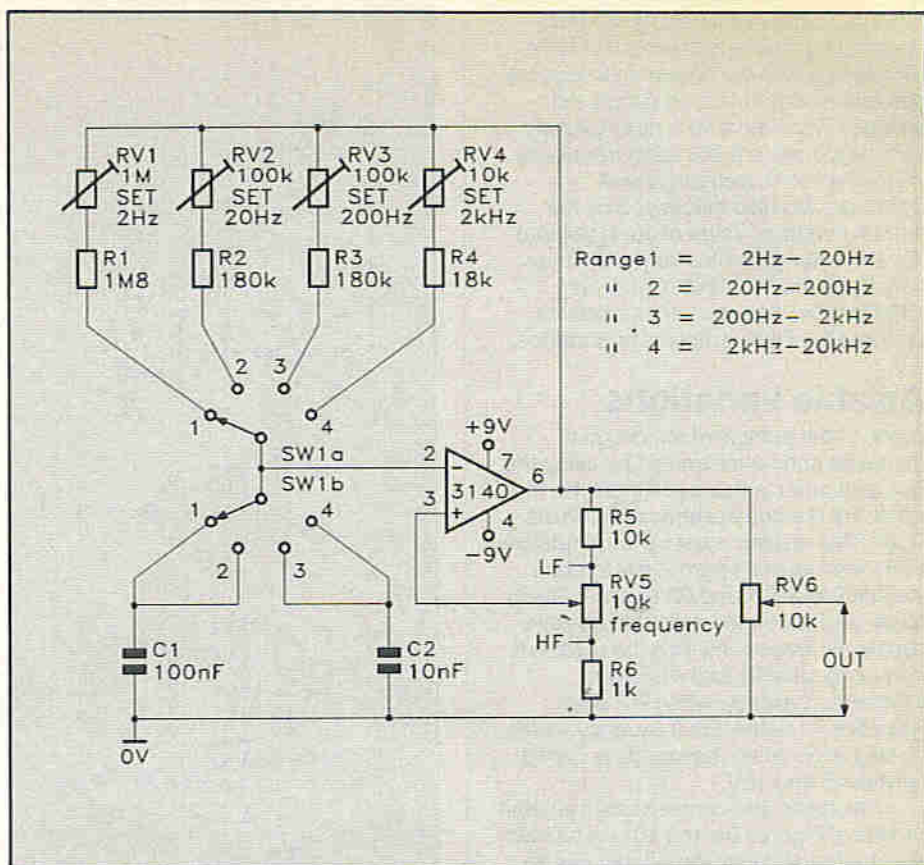 RV1
1M
SET
2Hz
RV2
100k
SET
20Hz
RV3
100k
SET
200Hz
RV4
10k
SET
2kHz
R1
1M8
R2
180k
R3
180k
R4
18k
Range1 = 2Hz– 20Hz
" 2 = 20Hz–200Hz
" 3 = 200Hz– 2kHz
" 4 = 2kHz–20kHz
2 3
1 4
SW1a
SW1b
1 4
2 3
+9V
2 – 7
3140 6
3 + 4
–9V
R5
10k
LF
RV5
10k
frequency
HF
R6
1k
RV6
10k
OUT
C1
100nF
C2
10nF
0V